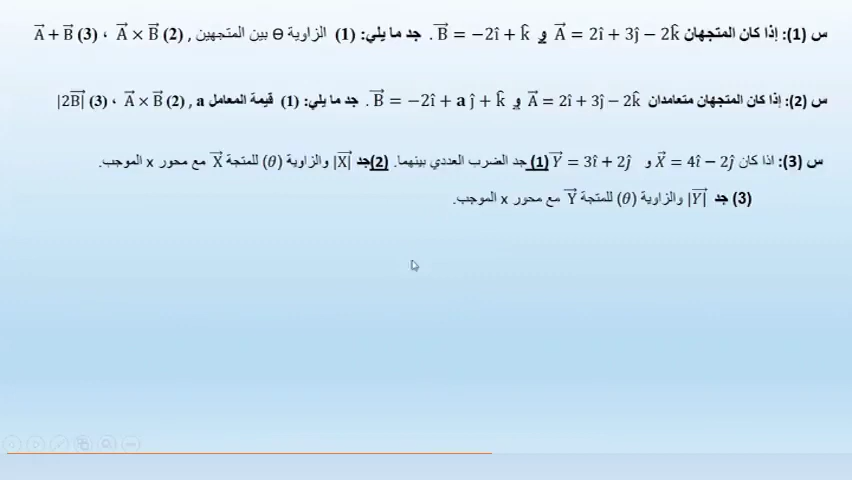 س (1): إذا كان المتجهان A⃗ = 2î + 3ĵ − 2k̂ و B⃗ = −2î + k̂ . جد ما يلي: (1) الزاوية Θ بين المتجهين , (2) A⃗ × B⃗ ، (3) A⃗ + B⃗
س (2): إذا كان المتجهان متعامدان A⃗ = 2î + 3ĵ − 2k̂ و B⃗ = −2î + a ĵ + k̂ . جد ما يلي: (1) قيمة المعامل a , (2) A⃗ × B⃗ ، (3) |2B⃗|
س (3): اذا كان X⃗ = 4î − 2ĵ و Y⃗ = 3î + 2ĵ (1) جد الضرب العددي بينهما. (2) جد |X⃗| والزاوية (θ) للمتجة X⃗ مع محور x الموجب.
(3) جد |Y⃗| والزاوية (θ) للمتجة Y⃗ مع محور x الموجب.